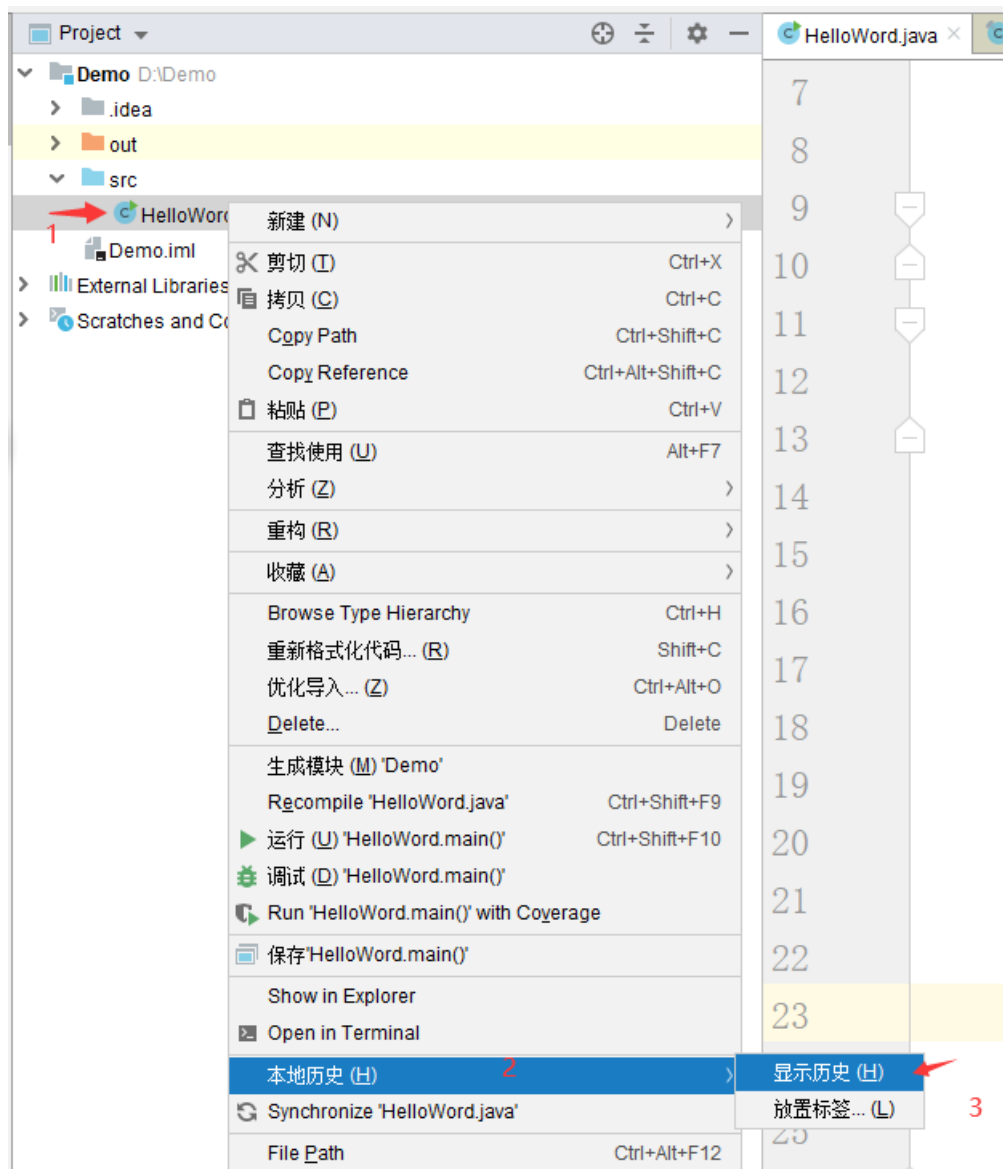 Project
HelloWord.java
Demo D:\Demo
.idea
out
src
1
HelloWor
Demo.iml
External Libraries
Scratches and Co
新建 (N)
剪切 (T) Ctrl+X
拷贝 (C) Ctrl+C
Copy Path Ctrl+Shift+C
Copy Reference Ctrl+Alt+Shift+C
粘贴 (P) Ctrl+V
查找使用 (U) Alt+F7
分析 (Z)
重构 (R)
收藏 (A)
Browse Type Hierarchy Ctrl+H
重新格式化代码... (R) Shift+C
优化导入... (Z) Ctrl+Alt+O
Delete... Delete
生成模块 (M) 'Demo'
Recompile 'HelloWord.java' Ctrl+Shift+F9
运行 (U) 'HelloWord.main()' Ctrl+Shift+F10
调试 (D) 'HelloWord.main()'
Run 'HelloWord.main()' with Coverage
保存'HelloWord.main()'
Show in Explorer
Open in Terminal
本地历史 (H) 2
Synchronize 'HelloWord.java'
File Path Ctrl+Alt+F12
显示历史 (H)
放置标签... (L) 3
7
8
9
10
11
12
13
14
15
16
17
18
19
20
21
22
23
25